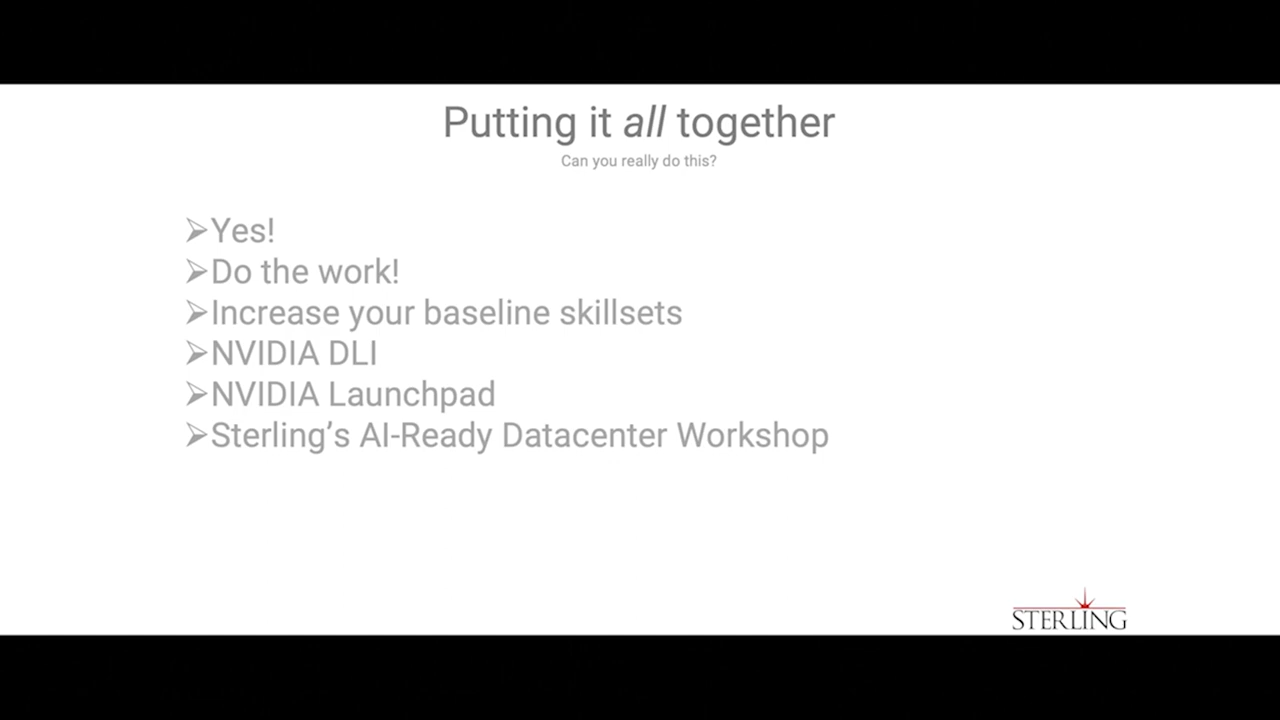 Putting it all together
Can you really do this?
➢Yes!
➢Do the work!
➢Increase your baseline skillsets
➢NVIDIA DLI
➢NVIDIA Launchpad
➢Sterling’s AI-Ready Datacenter Workshop
STERLING